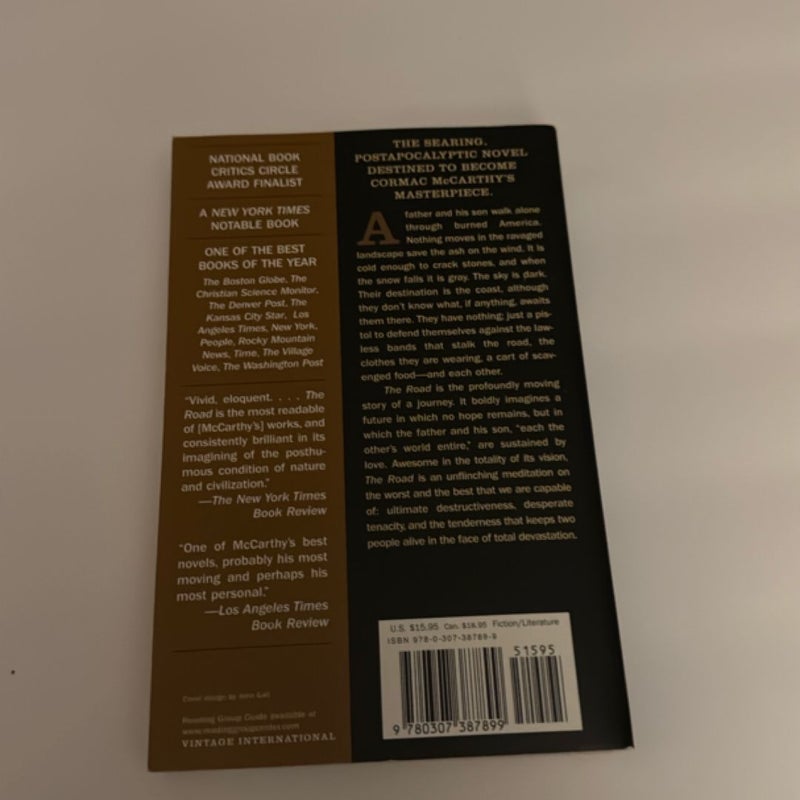 NATIONAL BOOK
CRITICS CIRCLE
AWARD FINALIST
A NEW YORK TIMES
NOTABLE BOOK
ONE OF THE BEST
BOOKS OF THE YEAR
The Boston Globe, The
Christian Science Monitor,
The Denver Post, The
Kansas City Star, Los
Angeles Times, New York,
People, Rocky Mountain
News, Time, The Village
Voice, The Washington Post
"Vivid, eloquent. . . . The
Road is the most readable
of [McCarthy's] works, and
consistently brilliant in its
imagining of the posthu-
mous condition of nature
and civilization."
—The New York Times
Book Review
"One of McCarthy's best
novels, probably his most
moving and perhaps his
most personal."
—Los Angeles Times
Book Review
Cover design by John Gall
Reading Group Guide available at
www.readinggroupcenter.com
VINTAGE INTERNATIONAL
THE SEARING,
POSTAPOCALYPTIC NOVEL
DESTINED TO BECOME
CORMAC McCARTHY'S
MASTERPIECE.
A father and his son walk alone
through burned America.
Nothing moves in the ravaged
landscape save the ash on the wind. It is
cold enough to crack stones, and when
the snow falls it is gray. The sky is dark.
Their destination is the coast, although
they don't know what, if anything, awaits
them there. They have nothing; just a pis-
tol to defend themselves against the law-
less bands that stalk the road, the
clothes they are wearing, a cart of scav-
enged food—and each other.
The Road is the profoundly moving
story of a journey. It boldly imagines a
future in which no hope remains, but in
which the father and his son, "each the
other's world entire," are sustained by
love. Awesome in the totality of its vision,
The Road is an unflinching meditation on
the worst and the best that we are capable
of: ultimate destructiveness, desperate
tenacity, and the tenderness that keeps two
people alive in the face of total devastation.
U.S. $15.95 Can. $18.95 Fiction/Literature
ISBN 978-0-307-38789-9
51595
9 780307 387899